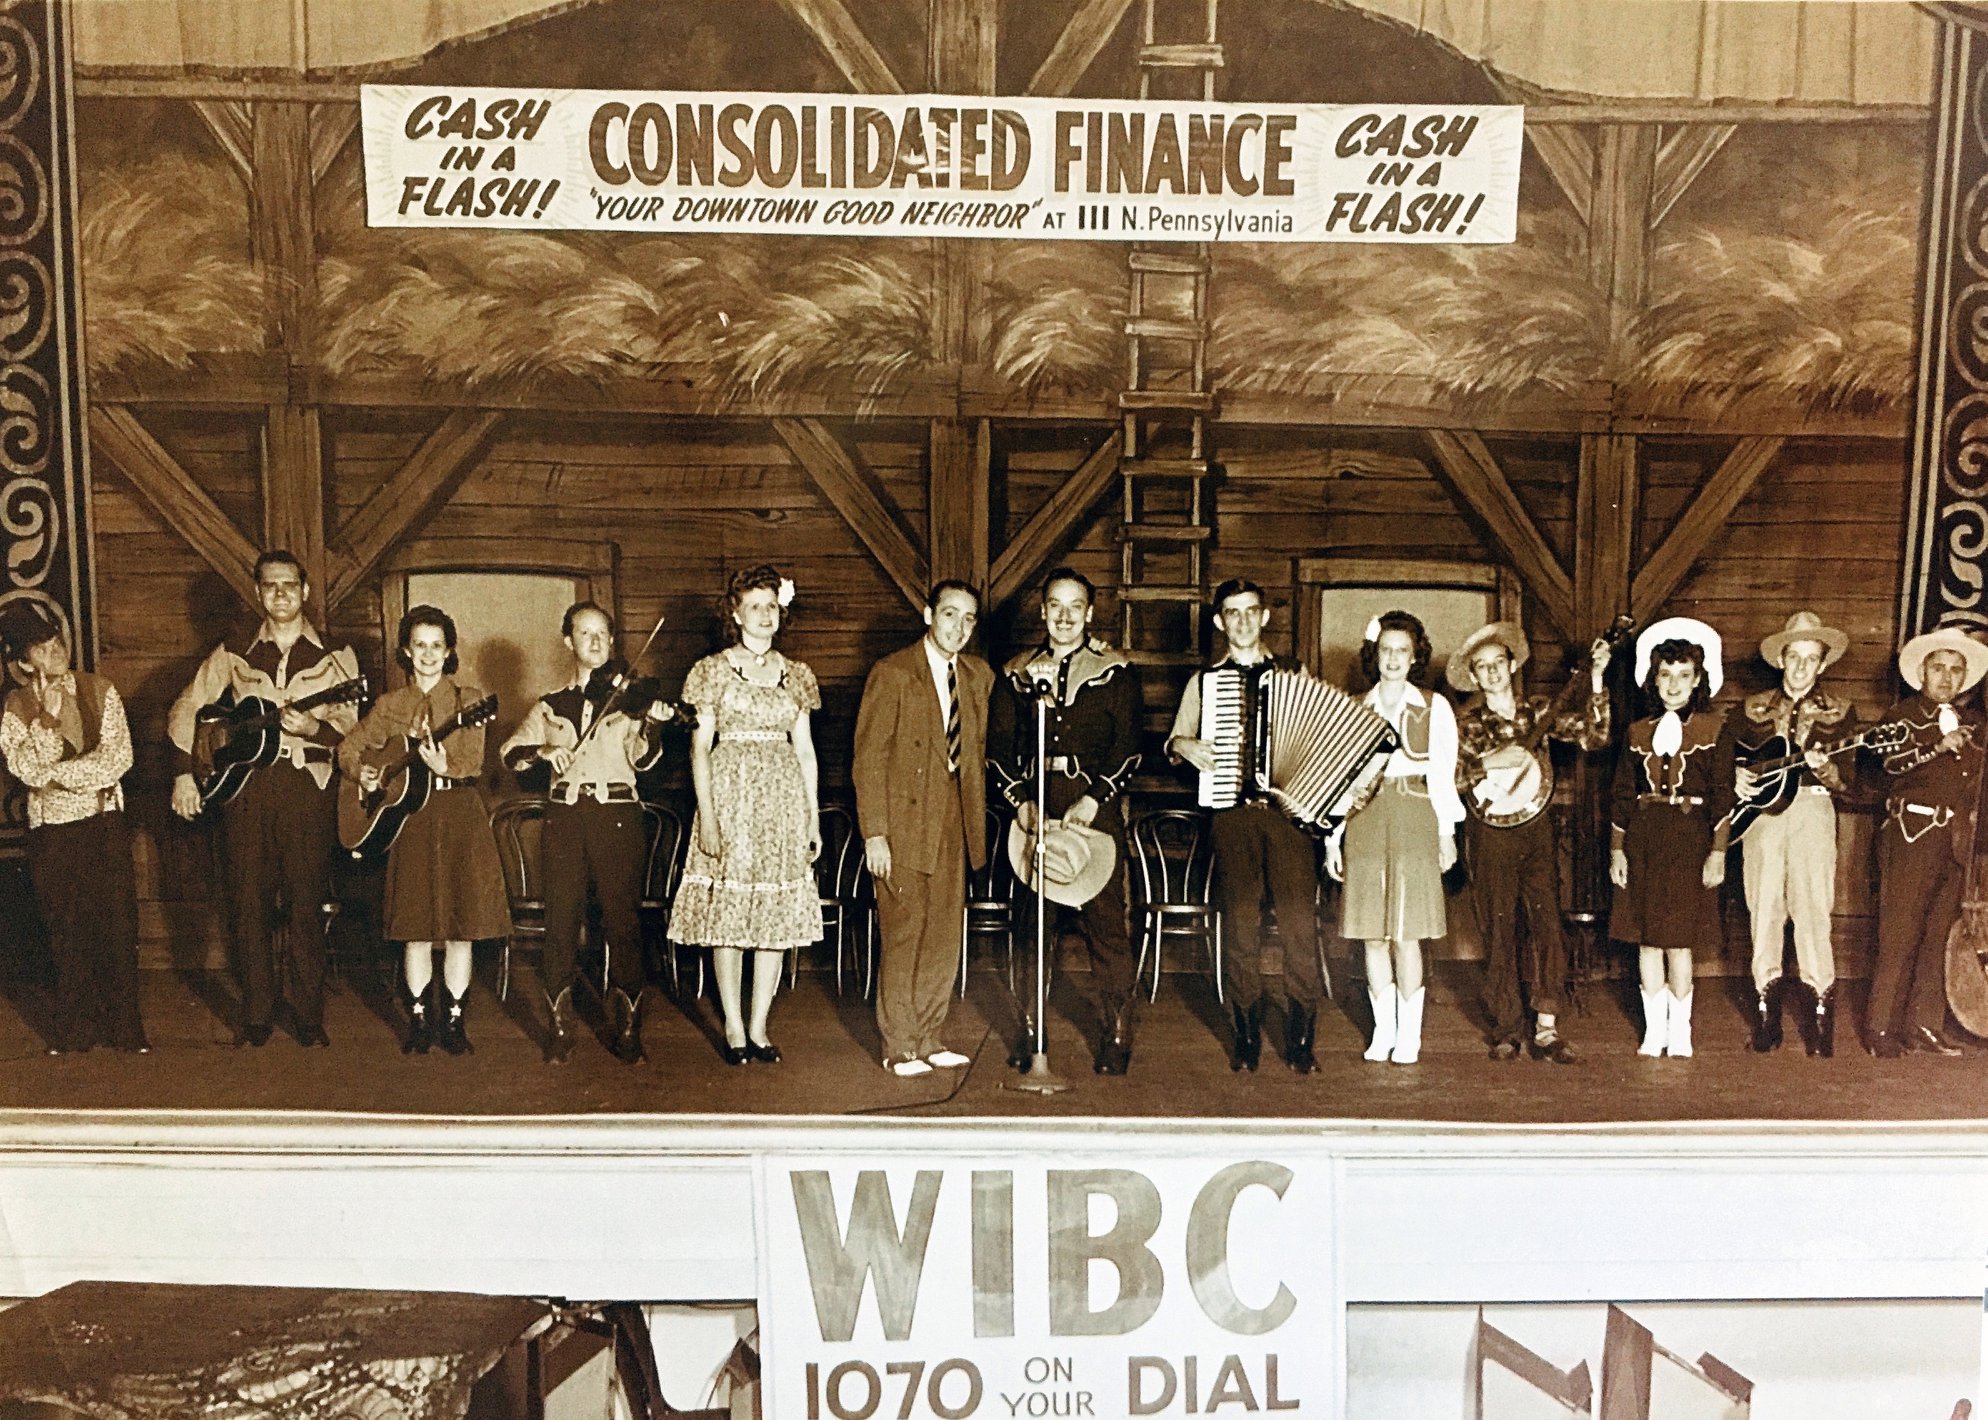 CASH
IN A
FLASH!
CONSOLIDATED FINANCE
"YOUR DOWNTOWN GOOD NEIGHBOR" AT 111 N. Pennsylvania
CASH
IN A
FLASH!
WIBC
1070 ON YOUR DIAL